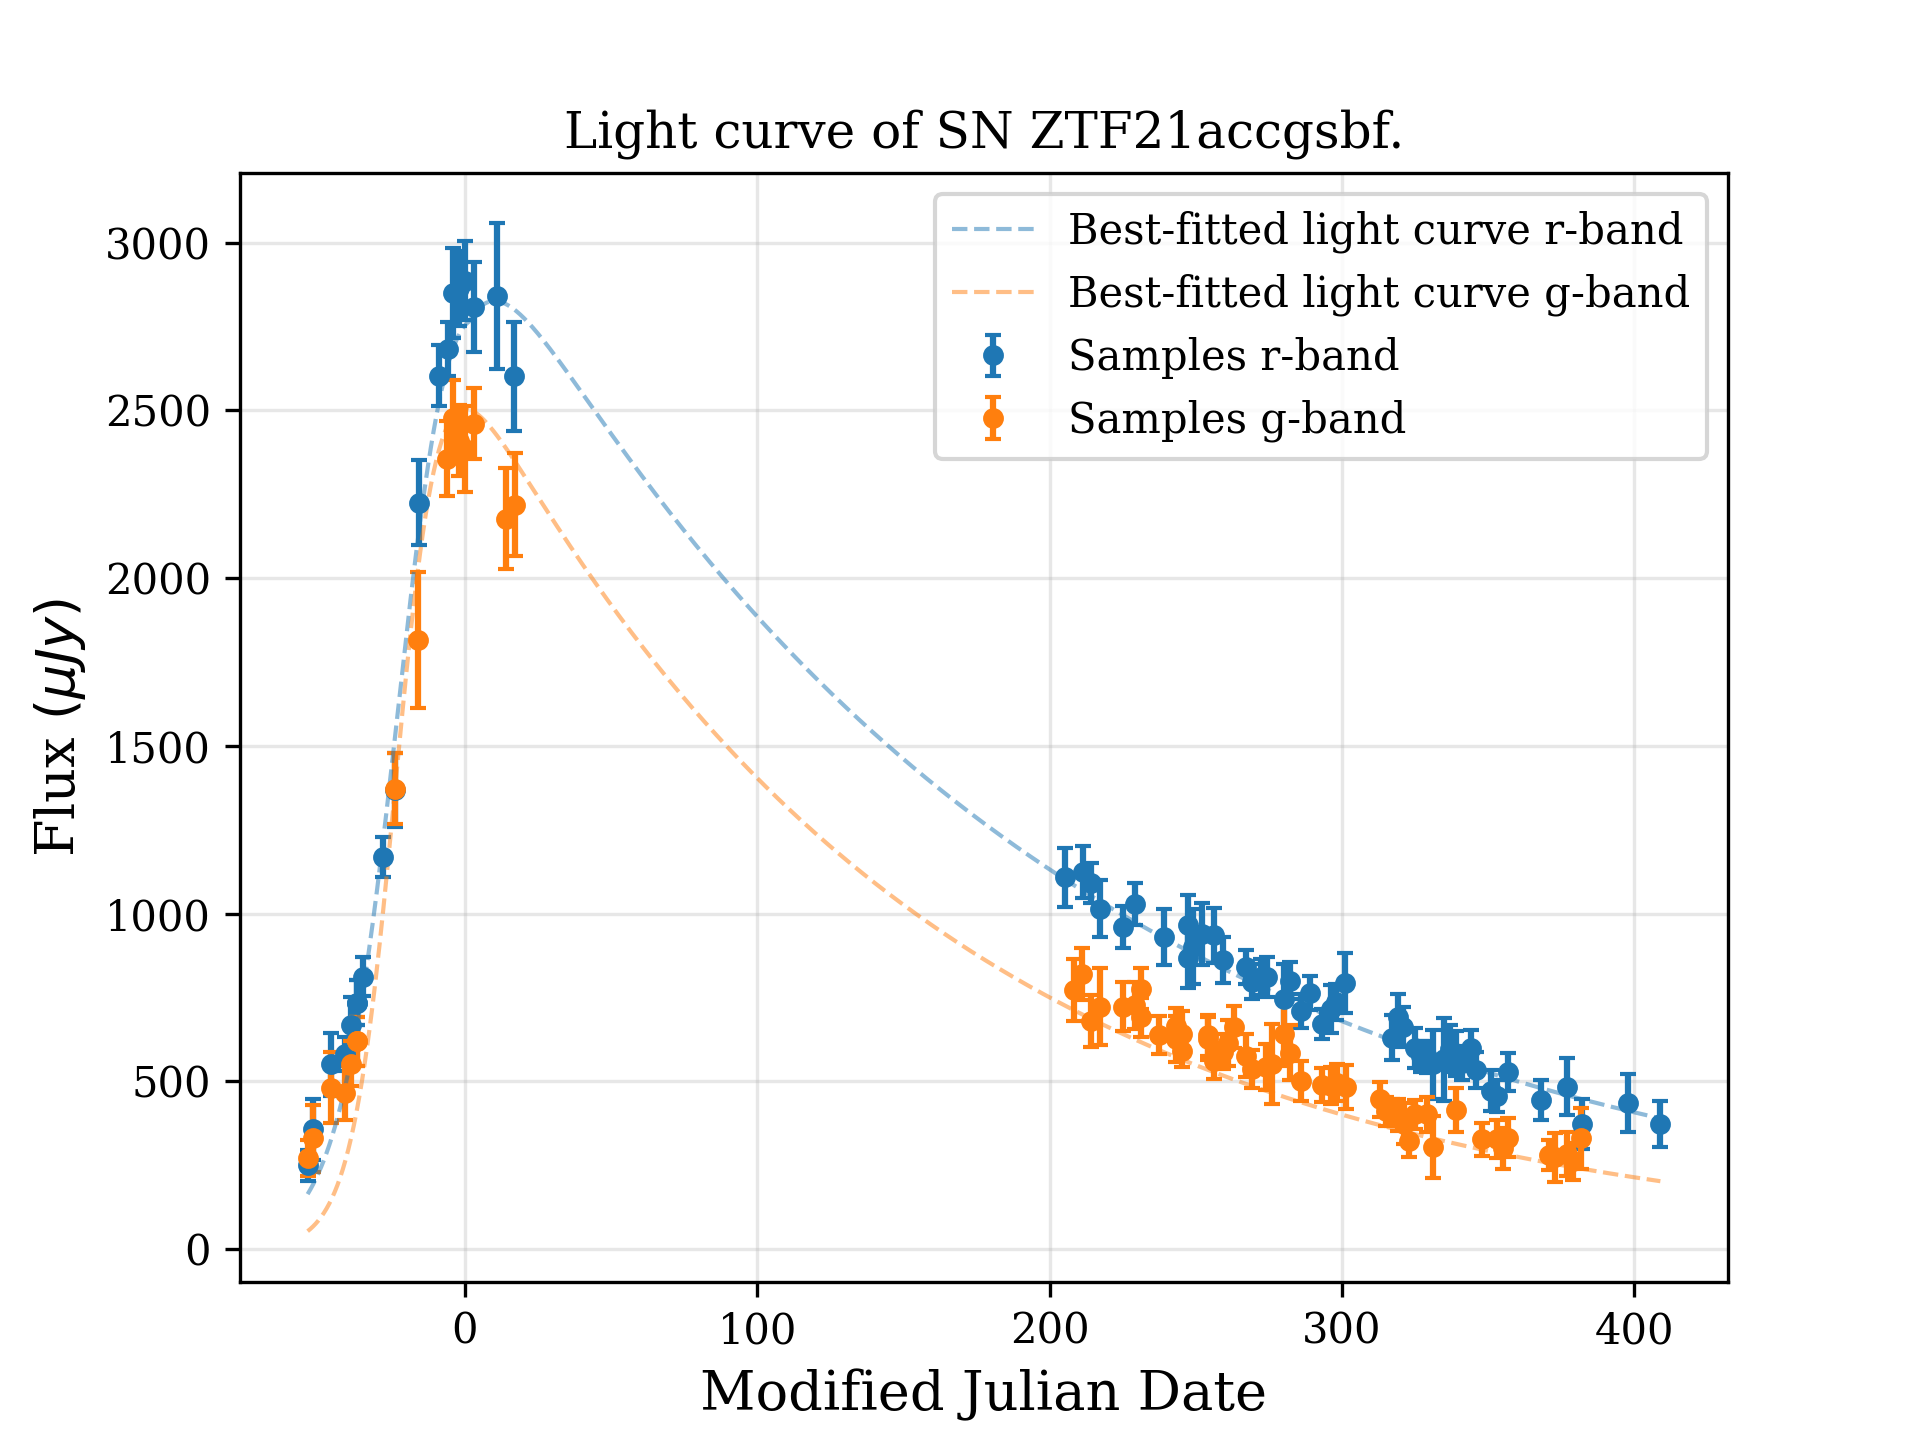 Light curve of SN ZTF21accgsbf.
Best-fitted light curve r-band
Best-fitted light curve g-band
Samples r-band
Samples g-band
3000
2500
2000
1500
1000
500
0
Flux (μJy)
0 100 200 300 400
Modified Julian Date